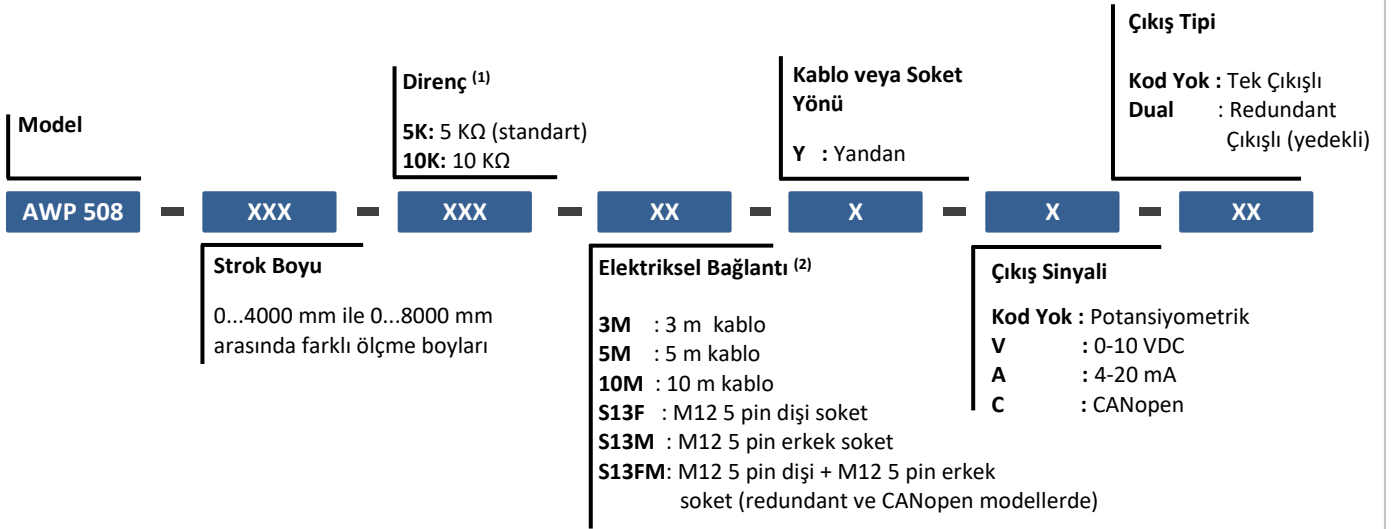 Model
Direnç (1)
5K: 5 KΩ (standart)
10K: 10 KΩ
Kablo veya Soket
Yönü
Y : Yandan
Çıkış Tipi
Kod Yok : Tek Çıkışlı
Dual : Redundant
Çıkışlı (yedekli)
AWP 508 – XXX – XXX – XX – X – X – XX
Strok Boyu
0...4000 mm ile 0...8000 mm
arasında farklı ölçme boyları
Elektriksel Bağlantı (2)
3M : 3 m kablo
5M : 5 m kablo
10M : 10 m kablo
S13F : M12 5 pin dişi soket
S13M : M12 5 pin erkek soket
S13FM: M12 5 pin dişi + M12 5 pin erkek
soket (redundant ve CANopen modellerde)
Çıkış Sinyali
Kod Yok : Potansiyometrik
V : 0-10 VDC
A : 4-20 mA
C : CANopen